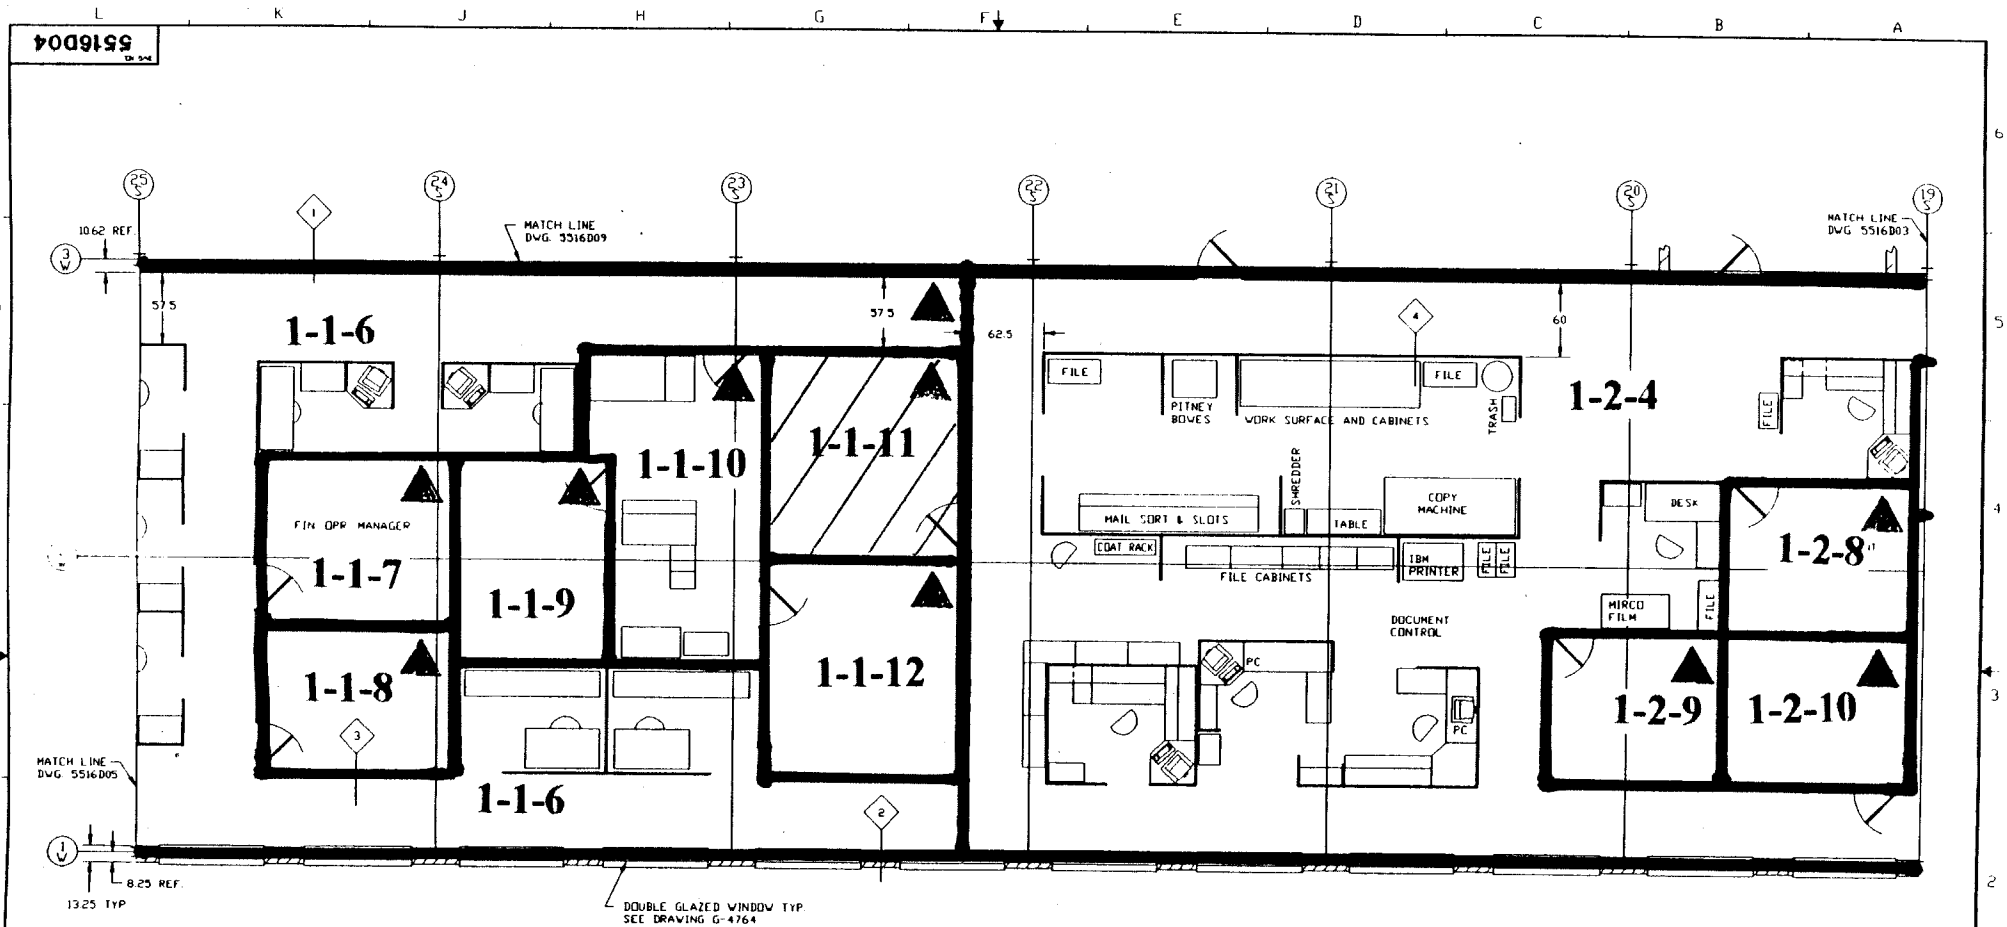 L K J H G F E D C B A
5516D04
6
25 S
24 S
23 S
22 S
21 S
20 S
19 S
1
MATCH LINE
DWG. 5516D09
MATCH LINE
DWG 5516D03
10.62 REF.
3 W
57.5
57.5
62.5
4
60
5
1-1-6
FILE
PITNEY
BOWES
WORK SURFACE AND CABINETS
FILE
TRASH
1-2-4
FILE
1-1-10
1-1-11
SHREDDER
FIN OPR MANAGER
1-1-7
1-1-9
MAIL SORT & SLOTS
TABLE
COPY
MACHINE
DESK
4
COAT RACK
FILE CABINETS
IBM
PRINTER
FILE
FILE
1-2-8
MIRCO
FILM
FILE
DOCUMENT
CONTROL
1-1-8
3
1-1-12
PC
PC
1-2-9
1-2-10
3
MATCH LINE
DWG. 5516D05
1-1-6
2
1 W
8.25 REF.
13.25 TYP
DOUBLE GLAZED WINDOW TYP.
SEE DRAWING G-4764
2